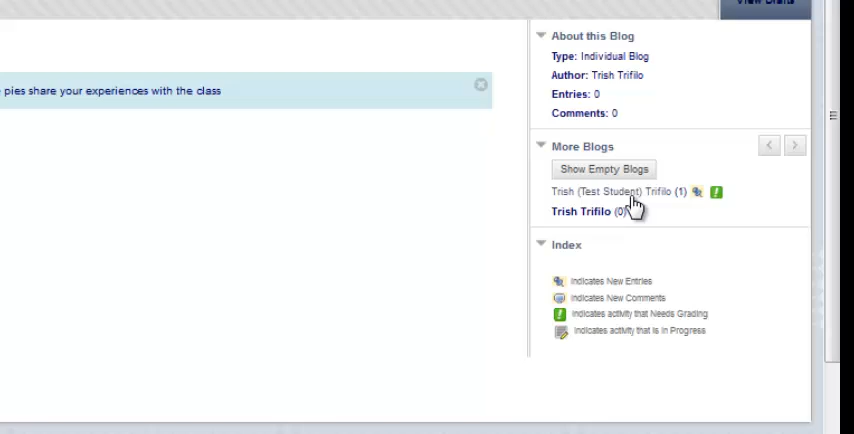 View Drafts
pies share your experiences with the class
About this Blog
Type: Individual Blog
Author: Trish Trifilo
Entries: 0
Comments: 0
More Blogs
Show Empty Blogs
Trish (Test Student) Trifilo (1)
Trish Trifilo (0)
Index
Indicates New Entries
Indicates New Comments
Indicates activity that Needs Grading
Indicates activity that is In Progress